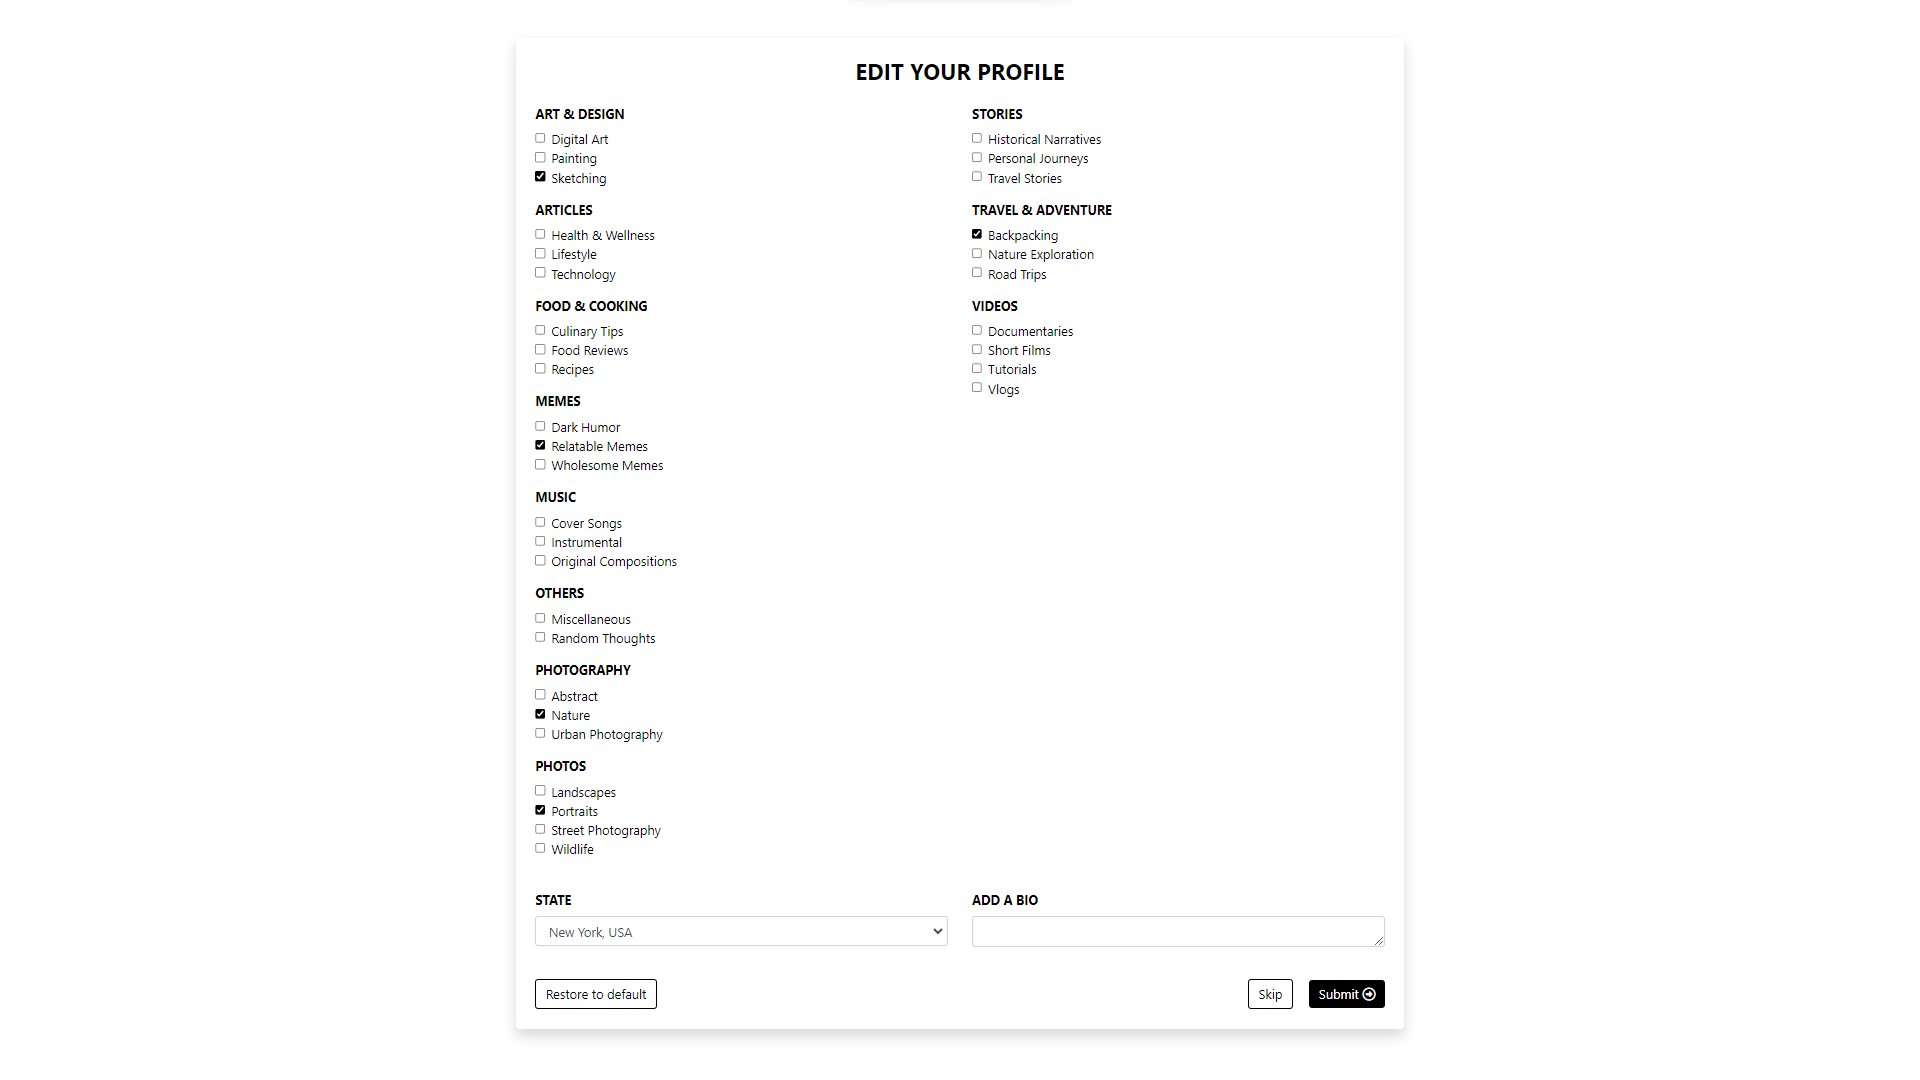 EDIT YOUR PROFILE
ART & DESIGN
Digital Art
Painting
Sketching
ARTICLES
Health & Wellness
Lifestyle
Technology
FOOD & COOKING
Culinary Tips
Food Reviews
Recipes
MEMES
Dark Humor
Relatable Memes
Wholesome Memes
MUSIC
Cover Songs
Instrumental
Original Compositions
OTHERS
Miscellaneous
Random Thoughts
PHOTOGRAPHY
Abstract
Nature
Urban Photography
PHOTOS
Landscapes
Portraits
Street Photography
Wildlife
STORIES
Historical Narratives
Personal Journeys
Travel Stories
TRAVEL & ADVENTURE
Backpacking
Nature Exploration
Road Trips
VIDEOS
Documentaries
Short Films
Tutorials
Vlogs
STATE
New York, USA
ADD A BIO
Restore to default
Skip
Submit